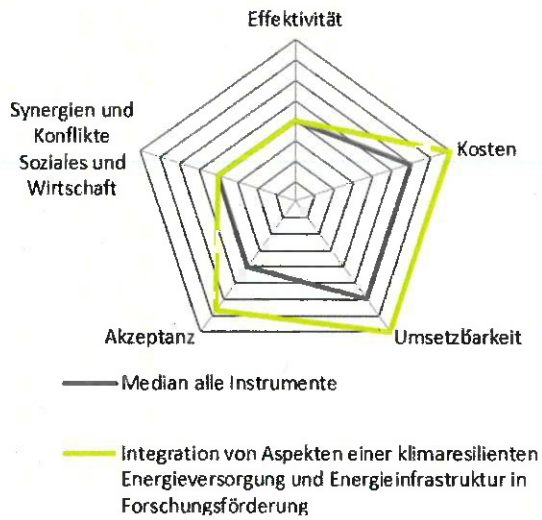 Effektivität
Synergien und
Konflikte
Soziales und
Wirtschaft
Kosten
Akzeptanz
Umsetzbarkeit
Median alle Instrumente
Integration von Aspekten einer klimaresilienten
Energieversorgung und Energieinfrastruktur in
Forschungsförderung